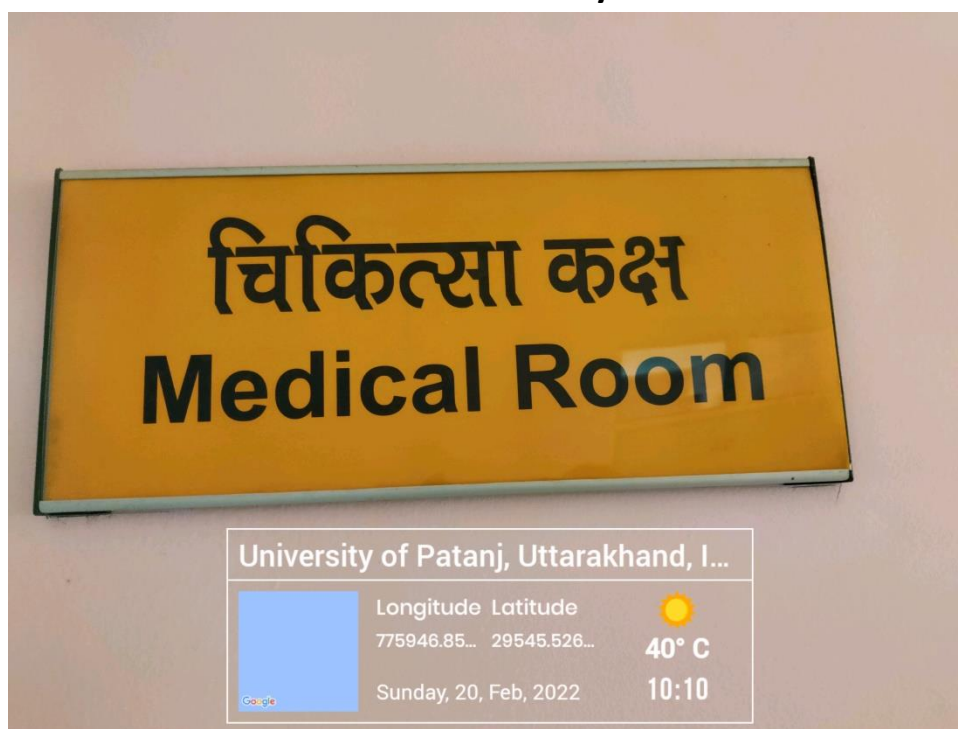 चिकित्सा कक्ष
Medical Room
University of Patanj, Uttarakhand, I...
Longitude Latitude
775946.85... 29545.526...
40° C
Google
Sunday, 20, Feb, 2022
10:10